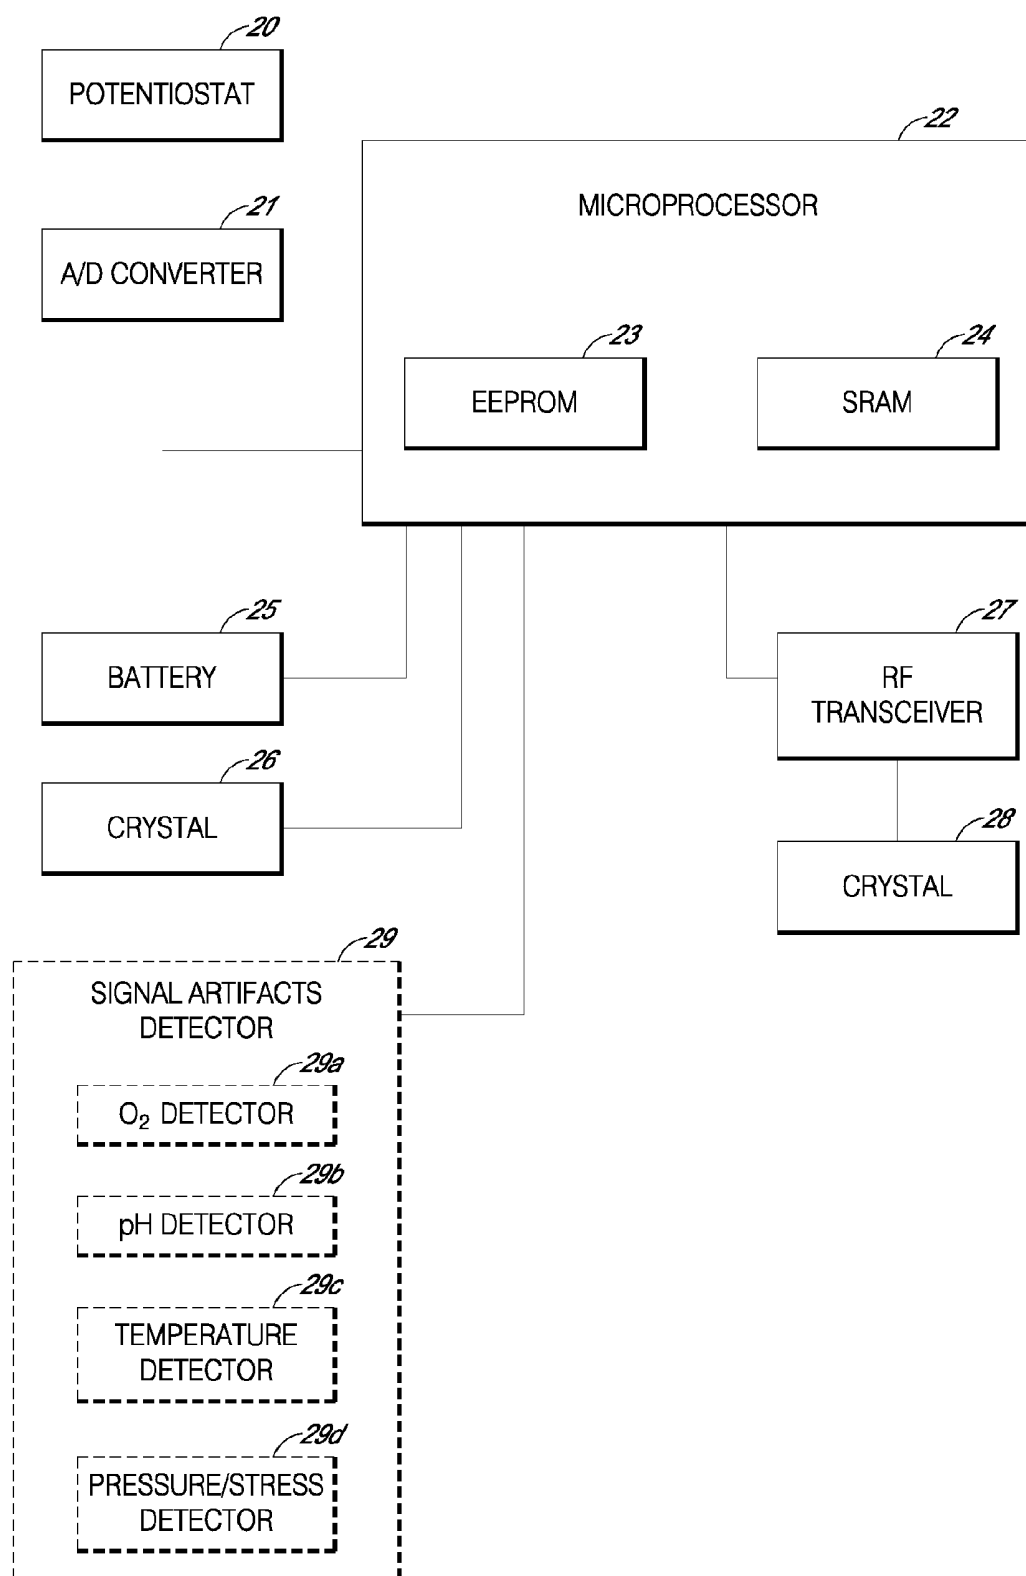 20
POTENTIOSTAT
22
MICROPROCESSOR
21
A/D CONVERTER
23
EEPROM
24
SRAM
25
BATTERY
27
RF
TRANSCEIVER
26
CRYSTAL
28
CRYSTAL
29
SIGNAL ARTIFACTS
DETECTOR
29a
O₂ DETECTOR
29b
pH DETECTOR
29c
TEMPERATURE
DETECTOR
29d
PRESSURE/STRESS
DETECTOR